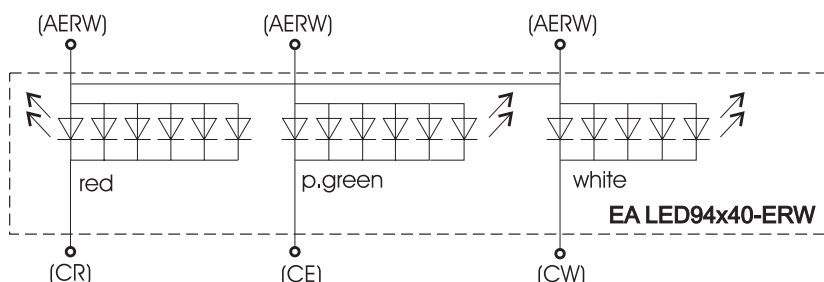 (AERW) (AERW) (AERW)
red p.green white
EA LED94x40-ERW
(CR) (CE) (CW)